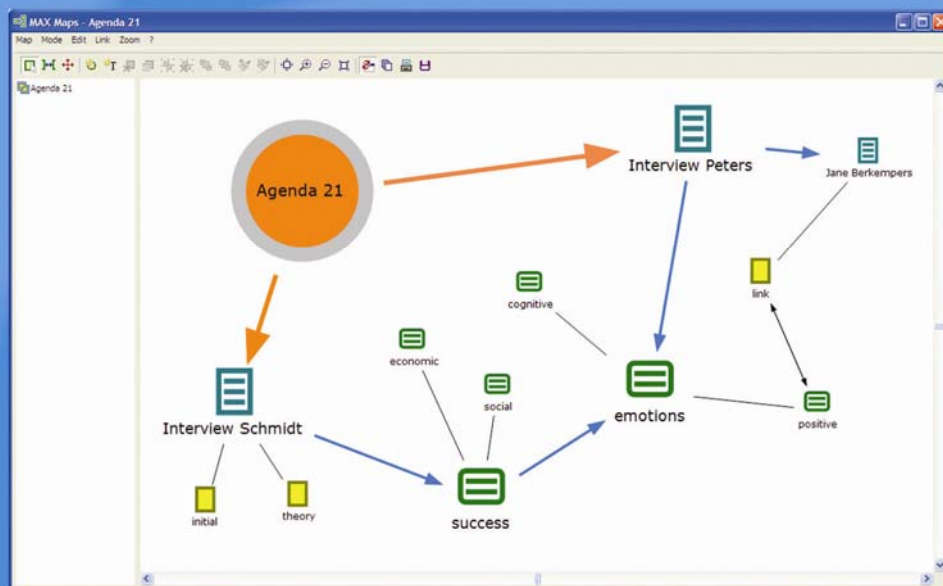 MAX Maps - Agenda 21
Map Mode Edit Link Zoom ?
Agenda 21
Agenda 21
Interview Peters
Jane Berkempers
link
cognitive
economic
social
emotions
positive
Interview Schmidt
initial
theory
success